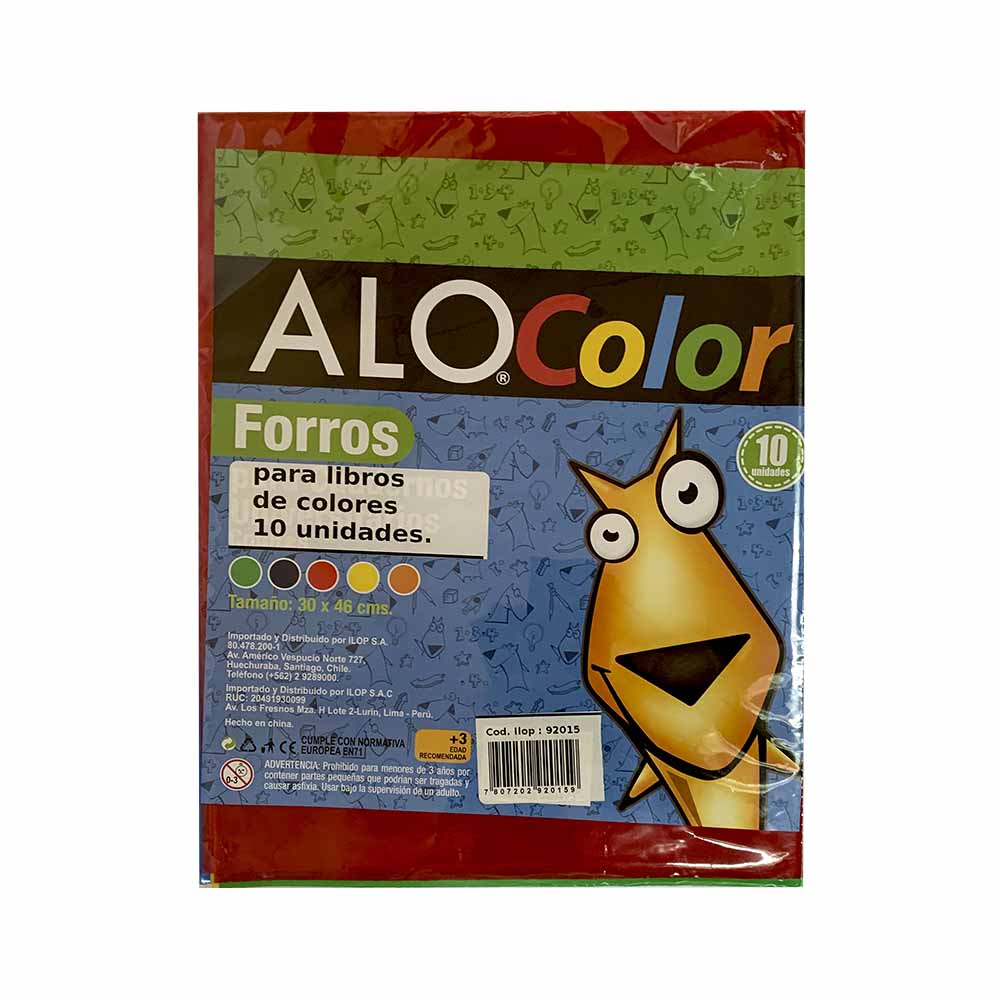 ALO® Color
Forros
para libros
de colores
10 unidades.
10
unidades
Tamaño: 30 x 46 cms.
Importado y Distribuido por ILOP S.A.
80.478.200-1
Av. Américo Vespucio Norte 727,
Huechuraba, Santiago, Chile.
Teléfono (+562) 2 9289000.
Importado y Distribuido por ILOP S.A.C
RUC: 20491930099
Av. Los Fresnos Mza. H Lote 2-Lurín, Lima - Perú.
Hecho en china.
CE
CUMPLE CON NORMATIVA
EUROPEA EN71
+3
EDAD
RECOMENDADA
0-3
ADVERTENCIA: Prohibido para menores de 3 años por
contener partes pequeñas que podrían ser tragadas y
causar asfixia. Usar bajo la supervisión de un adulto.
Cod. Ilop : 92015
7 807202 920159